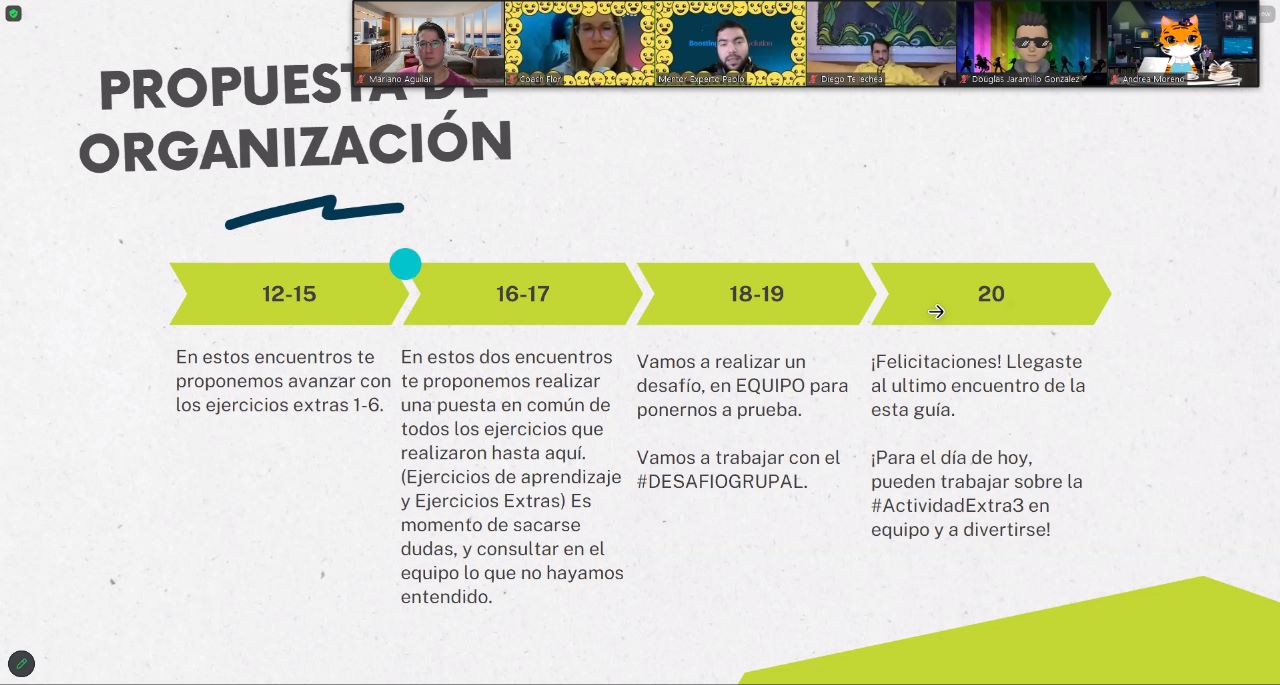 Mariano Aguilar
Coach Flor
Mentor Experto Pablo
Diego Tellechea
Douglas Jaramillo Gonzalez
Andrea Moreno
PROPUESTA DE
ORGANIZACIÓN
12-15
16-17
18-19
20
En estos encuentros te
proponemos avanzar con
los ejercicios extras 1-6.
En estos dos encuentros
te proponemos realizar
una puesta en común de
todos los ejercicios que
realizaron hasta aquí.
(Ejercicios de aprendizaje
y Ejercicios Extras) Es
momento de sacarse
dudas, y consultar en el
equipo lo que no hayamos
entendido.
Vamos a realizar un
desafío, en EQUIPO para
ponernos a prueba.
Vamos a trabajar con el
#DESAFIOGRUPAL.
¡Felicitaciones! Llegaste
al ultimo encuentro de la
esta guía.
¡Para el día de hoy,
pueden trabajar sobre la
#ActividadExtra3 en
equipo y a divertirse!